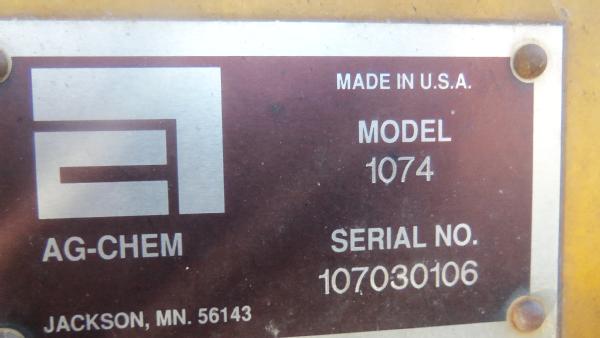 MADE IN U.S.A.
MODEL
1074
AG-CHEM
SERIAL NO.
107030106
JACKSON, MN. 56143